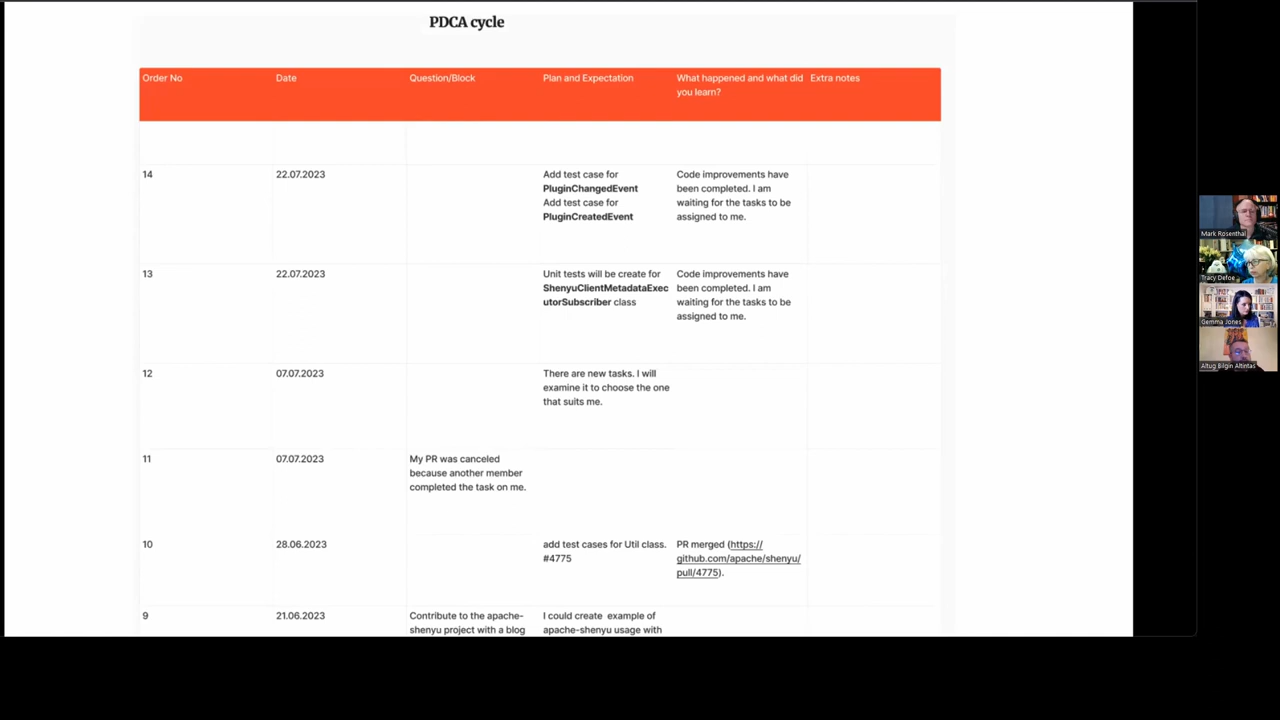 PDCA cycle
Order No
Date
Question/Block
Plan and Expectation
What happened and what did
you learn?
Extra notes
14
22.07.2023
Add test case for
PluginChangedEvent
Add test case for
PluginCreatedEvent
Code improvements have
been completed. I am
waiting for the tasks to be
assigned to me.
13
22.07.2023
Unit tests will be create for
ShenyuClientMetadataExec
utorSubscriber class
Code improvements have
been completed. I am
waiting for the tasks to be
assigned to me.
12
07.07.2023
There are new tasks. I will
examine it to choose the one
that suits me.
11
07.07.2023
My PR was canceled
because another member
completed the task on me.
10
28.06.2023
add test cases for Util class.
#4775
PR merged (https://
github.com/apache/shenyu/
pull/4775).
9
21.06.2023
Contribute to the apache-
shenyu project with a blog
I could create example of
apache-shenyu usage with
Mark Rosenthal
Tracy Defoe
Gemma Jones
Altug Bilgin Altintas